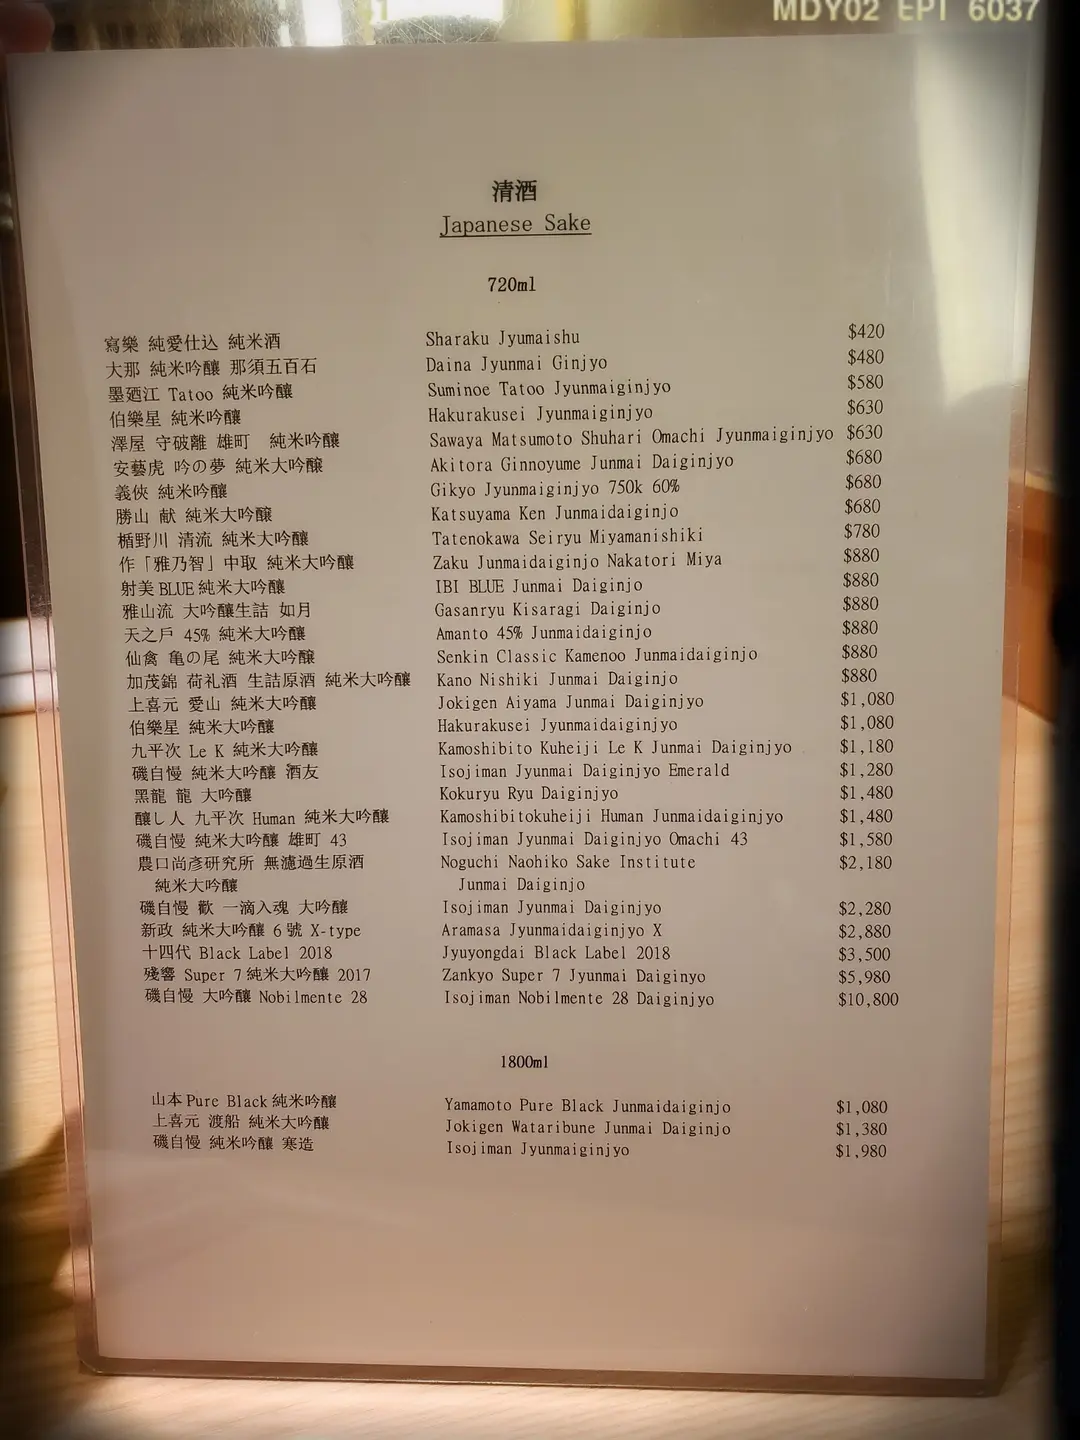 MDY02 EPI 6037
清酒
Japanese Sake
720ml
寫樂 純愛仕込 純米酒 Sharaku Jyumaishu $420
大那 純米吟釀 那須五百石 Daina Jyunmai Ginjyo $480
墨廼江 Tatoo 純米吟釀 Suminoe Tatoo Jyunmaiginjyo $580
伯樂星 純米吟釀 Hakurakusei Jyunmaiginjyo $630
澤屋 守破離 雄町 純米吟釀 Sawaya Matsumoto Shuhari Omachi Jyunmaiginjyo $630
安藝虎 吟の夢 純米大吟釀 Akitora Ginnoyume Junmai Daiginjyo $680
義俠 純米吟釀 Gikyo Jyunmaiginjyo 750k 60% $680
勝山 献 純米大吟釀 Katsuyama Ken Junmaidaiginjo $680
楯野川 清流 純米大吟釀 Tatenokawa Seiryu Miyamanishiki $780
作「雅乃智」中取 純米大吟釀 Zaku Junmaidaiginjo Nakatori Miya $880
射美 BLUE 純米大吟釀 IBI BLUE Junmai Daiginjo $880
雅山流 大吟釀生詰 如月 Gasanryu Kisaragi Daiginjo $880
天之戶 45% 純米大吟釀 Amanto 45% Junmaidaiginjo $880
仙禽 亀の尾 純米大吟釀 Senkin Classic Kamenoo Junmaidaiginjo $880
加茂錦 荷礼酒 生詰原酒 純米大吟釀 Kano Nishiki Junmai Daiginjo $880
上喜元 愛山 純米大吟釀 Jokigen Aiyama Junmai Daiginjyo $1,080
伯樂星 純米大吟釀 Hakurakusei Jyunmaidaiginjyo $1,080
九平次 Le K 純米大吟釀 Kamoshibito Kuheiji Le K Junmai Daiginjyo $1,180
磯自慢 純米大吟釀 酒友 Isojiman Jyunmai Daiginjyo Emerald $1,280
黑龍 龍 大吟釀 Kokuryu Ryu Daiginjyo $1,480
釀し人 九平次 Human 純米大吟釀 Kamoshibitokuheiji Human Junmaidaiginjyo $1,480
磯自慢 純米大吟釀 雄町 43 Isojiman Jyunmai Daiginjyo Omachi 43 $1,580
農口尚彥研究所 無濾過生原酒 Noguchi Naohiko Sake Institute $2,180
純米大吟釀 Junmai Daiginjo
磯自慢 歡 一滴入魂 大吟釀 Isojiman Jyunmai Daiginjyo $2,280
新政 純米大吟釀 6號 X-type Aramasa Jyunmaidaiginjyo X $2,880
十四代 Black Label 2018 Jyuyongdai Black Label 2018 $3,500
殘響 Super 7 純米大吟釀 2017 Zankyo Super 7 Jyunmai Daiginyo $5,980
磯自慢 大吟釀 Nobilmente 28 Isojiman Nobilmente 28 Daiginjyo $10,800
1800ml
山本 Pure Black 純米吟釀 Yamamoto Pure Black Junmaidaiginjo $1,080
上喜元 渡船 純米大吟釀 Jokigen Wataribune Junmai Daiginjo $1,380
磯自慢 純米吟釀 寒造 Isojiman Jyunmaiginjyo $1,980